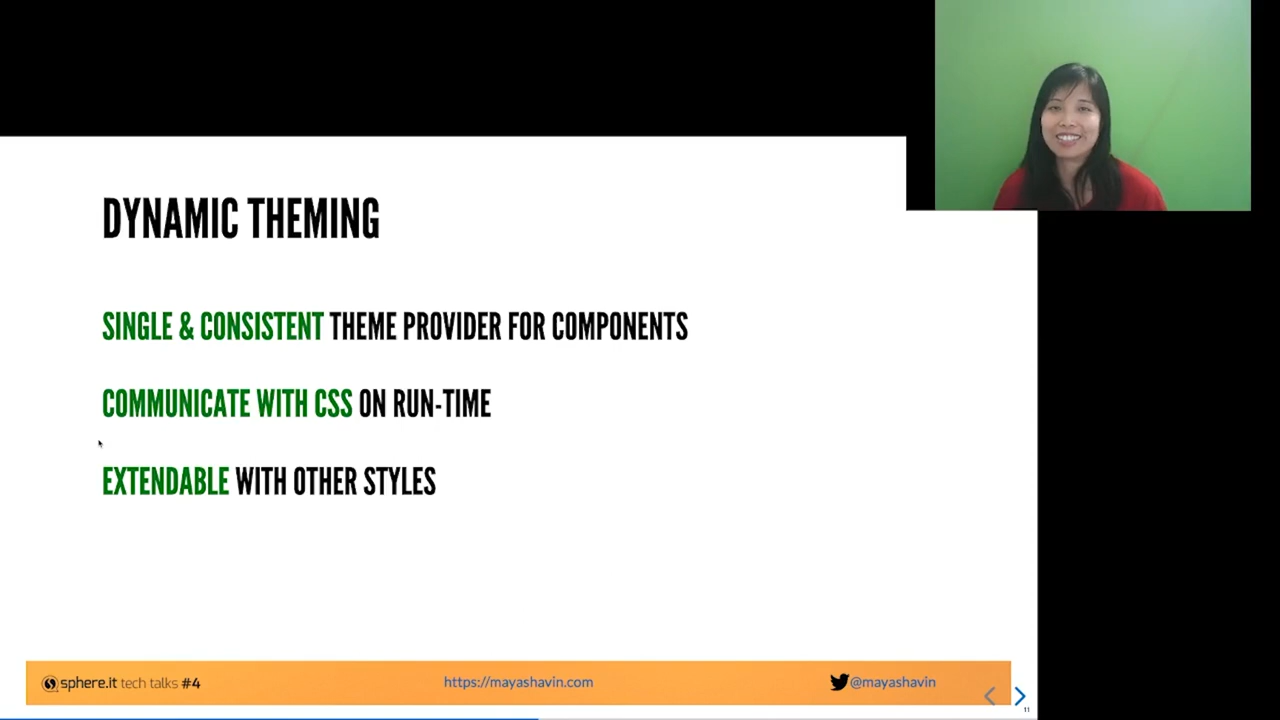 DYNAMIC THEMING
SINGLE & CONSISTENT THEME PROVIDER FOR COMPONENTS
COMMUNICATE WITH CSS ON RUN-TIME
EXTENDABLE WITH OTHER STYLES
sphere.it tech talks #4
https://mayashavin.com
@mayashavin
11